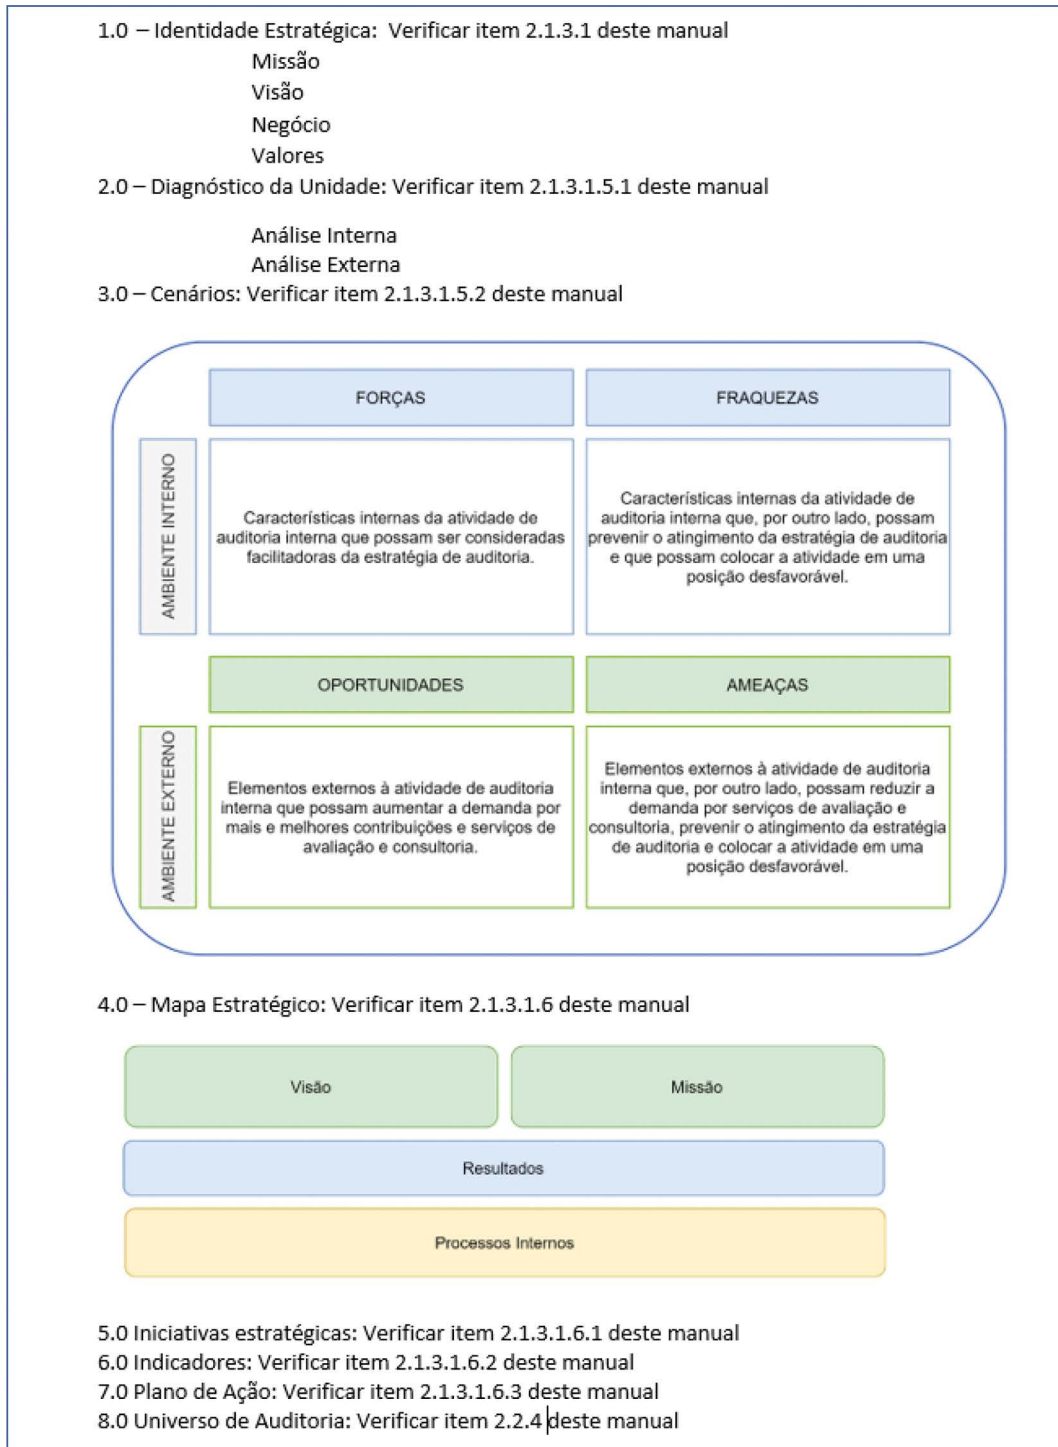 1.0 – Identidade Estratégica:  Verificar item 2.1.3.1 deste manual
Missão
Visão
Negócio
Valores
2.0 – Diagnóstico da Unidade: Verificar item 2.1.3.1.5.1 deste manual
Análise Interna
Análise Externa
3.0 – Cenários: Verificar item 2.1.3.1.5.2 deste manual
FORÇAS
FRAQUEZAS
AMBIENTE INTERNO
Características internas da atividade de
auditoria interna que possam ser consideradas
facilitadoras da estratégia de auditoria.
Características internas da atividade de
auditoria interna que, por outro lado, possam
prevenir o atingimento da estratégia de auditoria
e que possam colocar a atividade em uma
posição desfavorável.
OPORTUNIDADES
AMEAÇAS
AMBIENTE EXTERNO
Elementos externos à atividade de auditoria
interna que possam aumentar a demanda por
mais e melhores contribuições e serviços de
avaliação e consultoria.
Elementos externos à atividade de auditoria
interna que, por outro lado, possam reduzir a
demanda por serviços de avaliação e
consultoria, prevenir o atingimento da estratégia
de auditoria e colocar a atividade em uma
posição desfavorável.
4.0 – Mapa Estratégico: Verificar item 2.1.3.1.6 deste manual
Visão
Missão
Resultados
Processos Internos
5.0 Iniciativas estratégicas: Verificar item 2.1.3.1.6.1 deste manual
6.0 Indicadores: Verificar item 2.1.3.1.6.2 deste manual
7.0 Plano de Ação: Verificar item 2.1.3.1.6.3 deste manual
8.0 Universo de Auditoria: Verificar item 2.2.4 deste manual